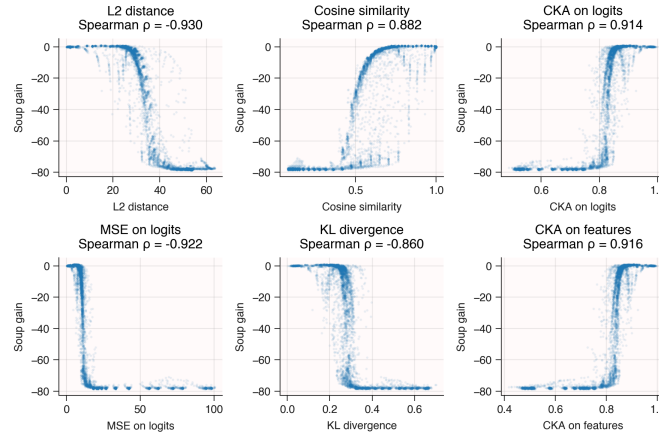 L2 distance
Spearman ρ = -0.930
Cosine similarity
Spearman ρ = 0.882
CKA on logits
Spearman ρ = 0.914
0
−20
−40
−60
−80
Soup gain
0
20
40
60
L2 distance
0
−20
−40
−60
−80
Soup gain
0.5
1.0
Cosine similarity
0
−20
−40
−60
−80
Soup gain
0.6
0.8
CKA on logits
MSE on logits
Spearman ρ = -0.922
KL divergence
Spearman ρ = -0.860
CKA on features
Spearman ρ = 0.916
0
−20
−40
−60
−80
Soup gain
0
50
100
MSE on logits
0
−20
−40
−60
−80
Soup gain
0.0
0.2
0.4
0.6
KL divergence
0
−20
−40
−60
−80
Soup gain
0.4
0.6
0.8
CKA on features